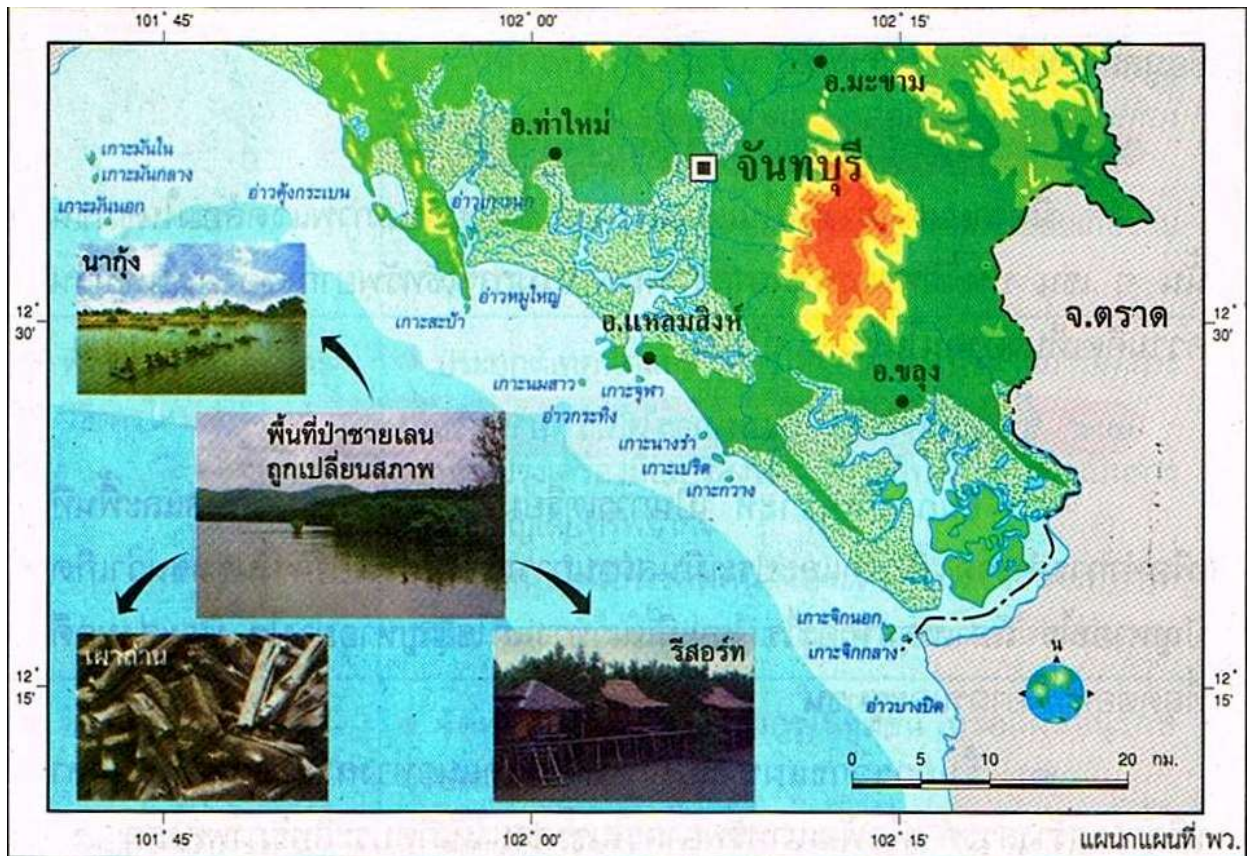 101 45'
102 00'
102 15'
อ.มะขาม
อ.ท่าใหม่
จันทบุรี
เกาะมันใน
เกาะมันกลาง
เกาะมันนอก
อ่าวคุ้งกระเบน
นากุ้ง
อ่าวหมูใหญ่
จ.ตราด
12
30'
12
30'
เกาะสะบ้า
อ.แหลมสิงห์
อ.ขลุง
เกาะนมสาว
เกาะจุฬา
อ่าวกระทิง
พื้นที่ป่าชายเลน
ถูกเปลี่ยนสภาพ
เกาะนางรำ
เกาะเปริด
เกาะกวาง
เกาะจิกนอก
เกาะจิกกลาง
เผาถ่าน
รีสอร์ท
น
12
15'
12
15'
อ่าวบางปิด
0 5 10 20 กม.
101 45'
102 00'
102 15'
แผนกแผนที่ พว.